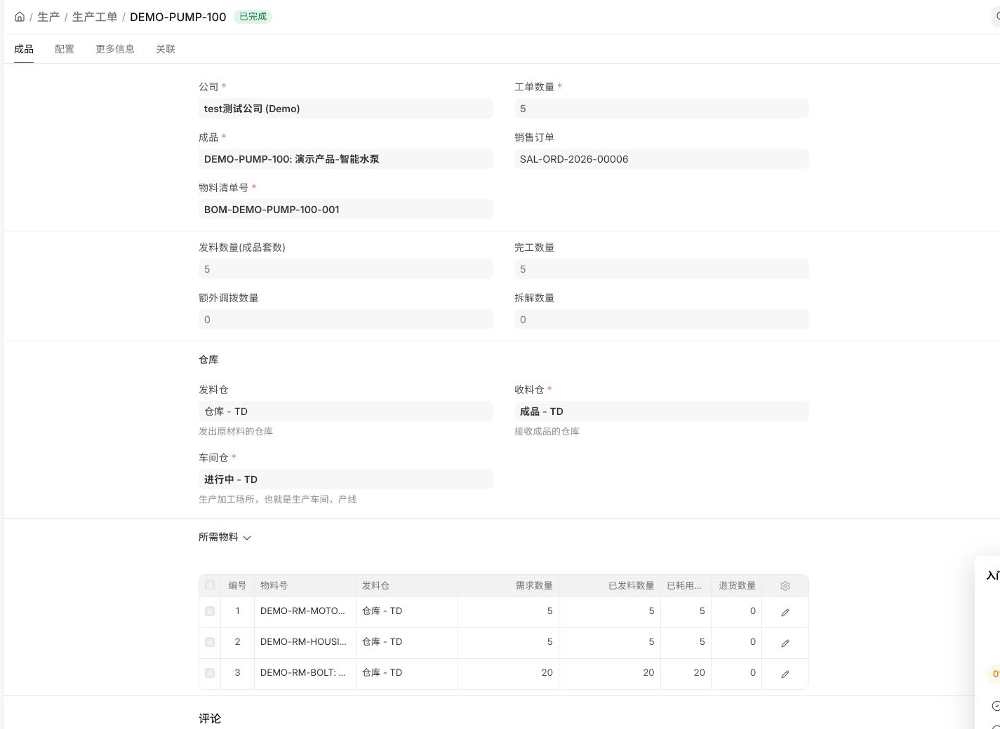 / 生产 / 生产工单 / DEMO-PUMP-100 已完成
成品 配置 更多信息 关联
公司 * 工单数量 *
test测试公司 (Demo) 5
成品 * 销售订单
DEMO-PUMP-100: 演示产品-智能水泵 SAL-ORD-2026-00006
物料清单号 *
BOM-DEMO-PUMP-100-001
发料数量(成品套数) 完工数量
5 5
额外调拨数量 拆解数量
0 0
仓库
发料仓 收料仓 *
仓库 - TD 成品 - TD
发出原材料的仓库 接收成品的仓库
车间仓 *
进行中 - TD
生产加工场所，也就是生产车间，产线
所需物料
编号 物料号 发料仓 需求数量 已发料数量 已耗用... 退货数量
1 DEMO-RM-MOTO... 仓库 - TD 5 5 5 0
2 DEMO-RM-HOUSI... 仓库 - TD 5 5 5 0
3 DEMO-RM-BOLT: ... 仓库 - TD 20 20 20 0
评论